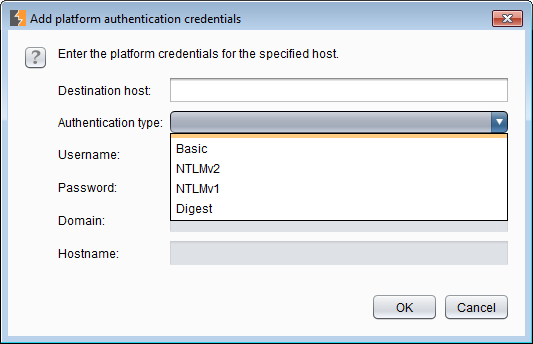 Add platform authentication credentials
?
Enter the platform credentials for the specified host.
Destination host:
Authentication type:
Basic
Username:
NTLMv2
Password:
NTLMv1
Digest
Domain:
Hostname:
OK
Cancel